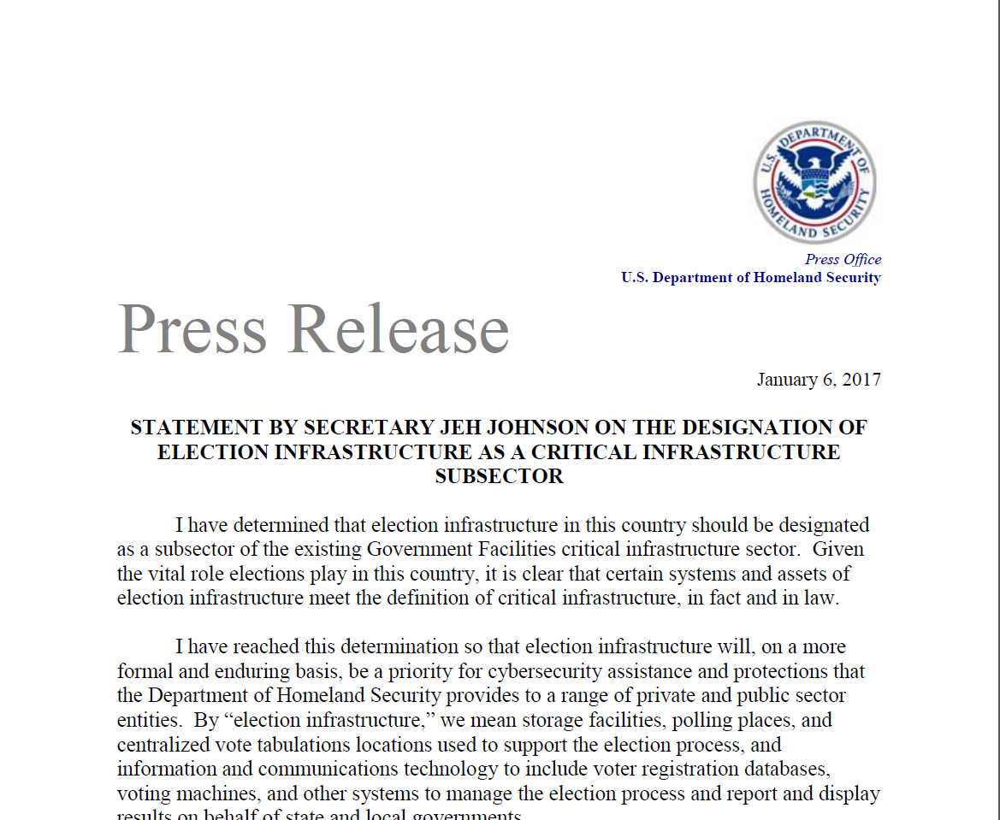 U.S. DEPARTMENT OF HOMELAND SECURITY
Press Office
U.S. Department of Homeland Security
Press Release
January 6, 2017
STATEMENT BY SECRETARY JEH JOHNSON ON THE DESIGNATION OF
ELECTION INFRASTRUCTURE AS A CRITICAL INFRASTRUCTURE
SUBSECTOR
I have determined that election infrastructure in this country should be designated
as a subsector of the existing Government Facilities critical infrastructure sector.  Given
the vital role elections play in this country, it is clear that certain systems and assets of
election infrastructure meet the definition of critical infrastructure, in fact and in law.
I have reached this determination so that election infrastructure will, on a more
formal and enduring basis, be a priority for cybersecurity assistance and protections that
the Department of Homeland Security provides to a range of private and public sector
entities.  By “election infrastructure,” we mean storage facilities, polling places, and
centralized vote tabulations locations used to support the election process, and
information and communications technology to include voter registration databases,
voting machines, and other systems to manage the election process and report and display
results on behalf of state and local governments.